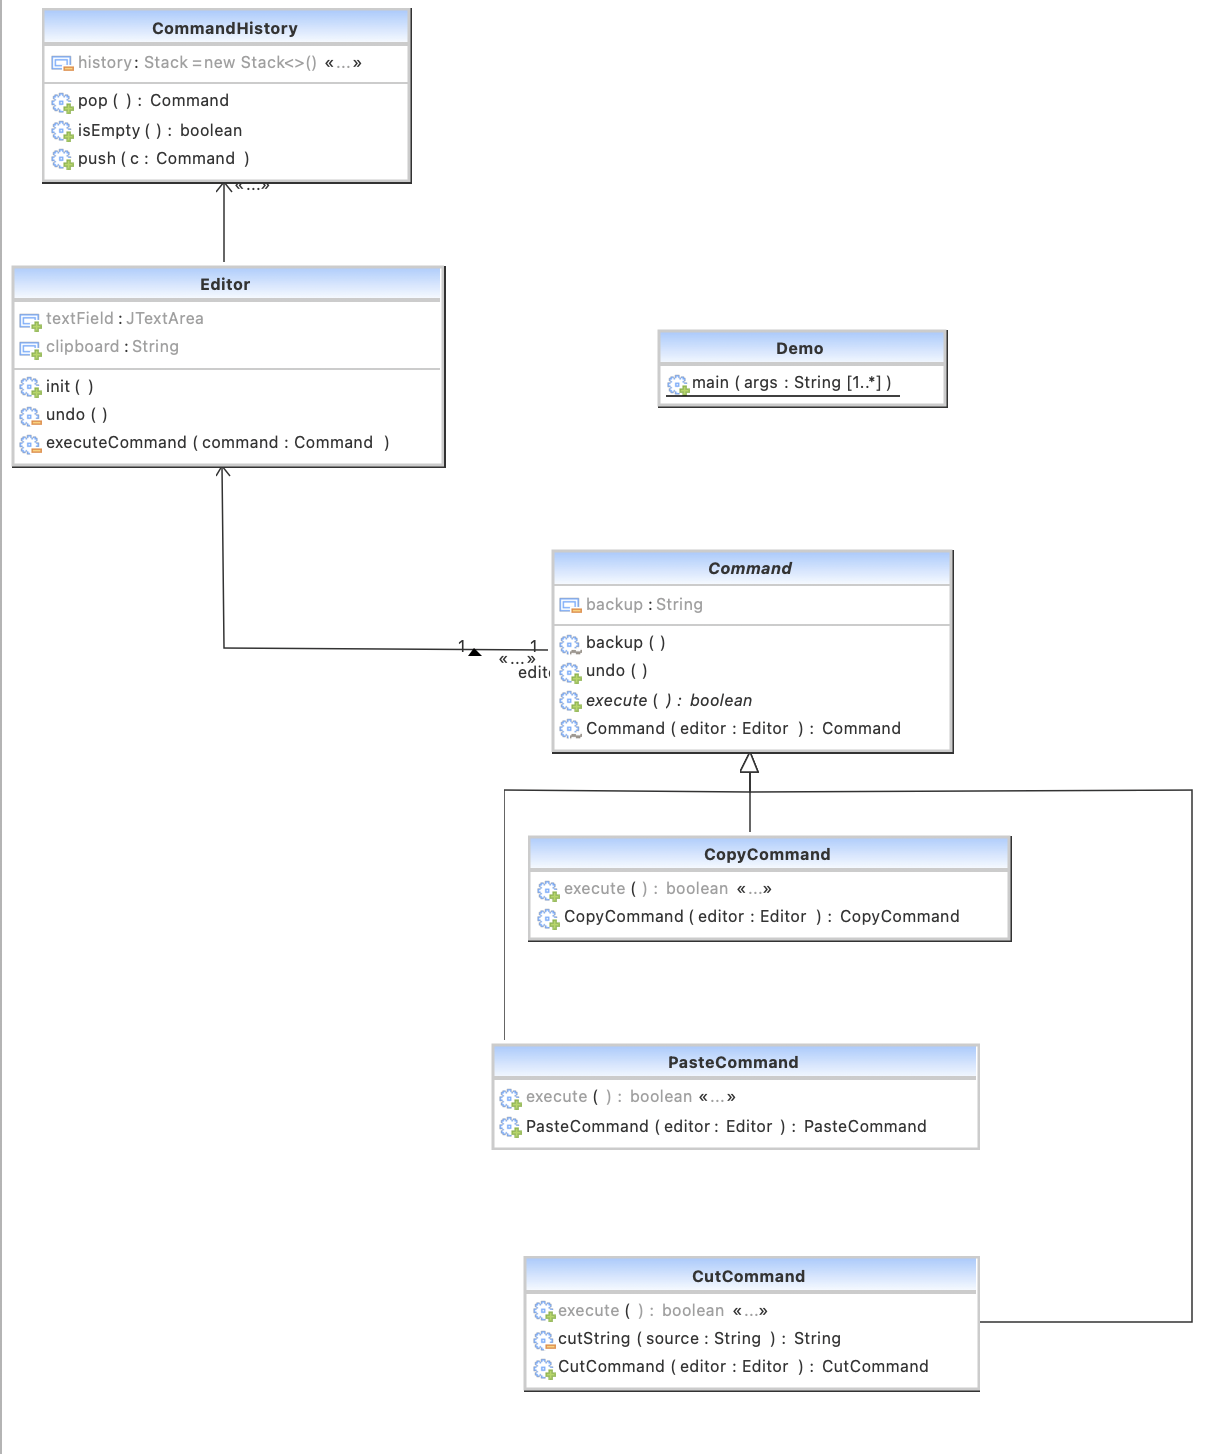 CommandHistory
history : Stack = new Stack<>() «...»
pop ( ) : Command
isEmpty ( ) : boolean
push ( c : Command )
«...»
Editor
textField : JTextArea
clipboard : String
init ( )
undo ( )
executeCommand ( command : Command )
Demo
main ( args : String [1..*] )
Command
backup : String
backup ( )
undo ( )
execute ( ) : boolean
Command ( editor : Editor ) : Command
1
1
«...»
CopyCommand
execute ( ) : boolean «...»
CopyCommand ( editor : Editor ) : CopyCommand
PasteCommand
execute ( ) : boolean «...»
PasteCommand ( editor : Editor ) : PasteCommand
CutCommand
execute ( ) : boolean «...»
cutString ( source : String ) : String
CutCommand ( editor : Editor ) : CutCommand